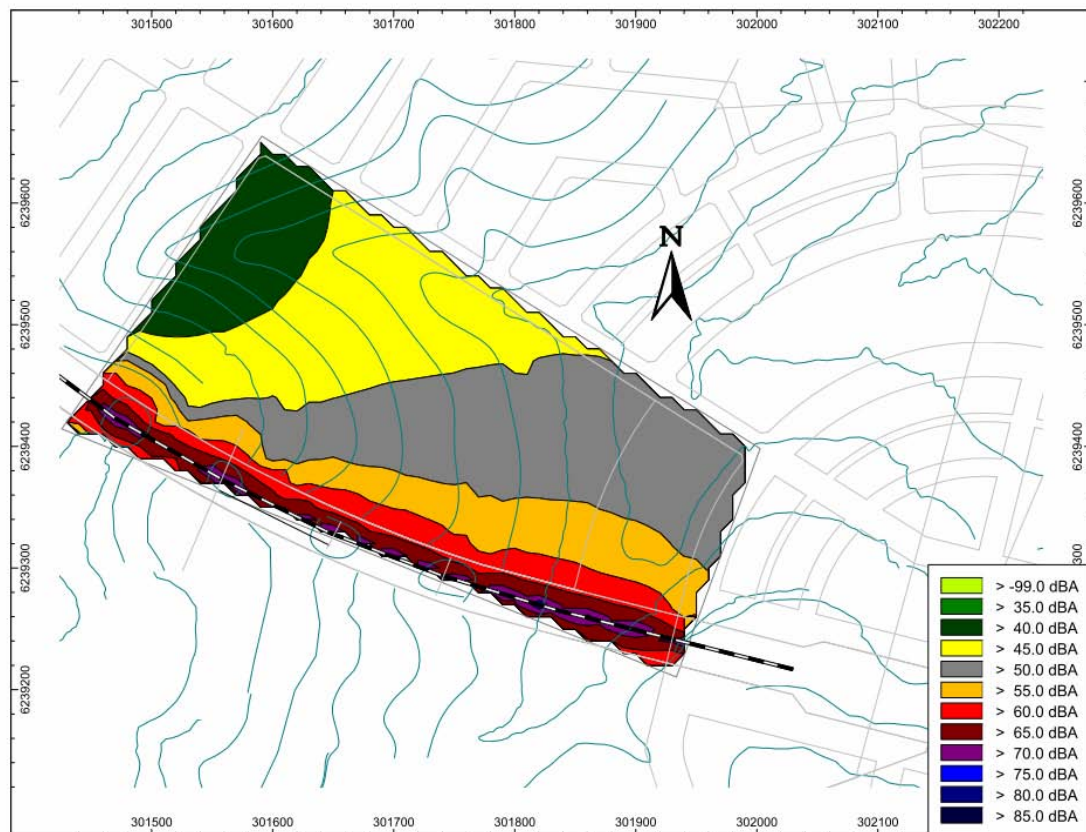 301500 301600 301700 301800 301900 302000 302100 302200
6239600 6239600
N
6239500 6239500
6239400 6239400
6239300
6239200
> -99.0 dBA
> 35.0 dBA
> 40.0 dBA
> 45.0 dBA
> 50.0 dBA
> 55.0 dBA
> 60.0 dBA
> 65.0 dBA
> 70.0 dBA
> 75.0 dBA
> 80.0 dBA
> 85.0 dBA
301500 301600 301700 301800 301900 302000 302100